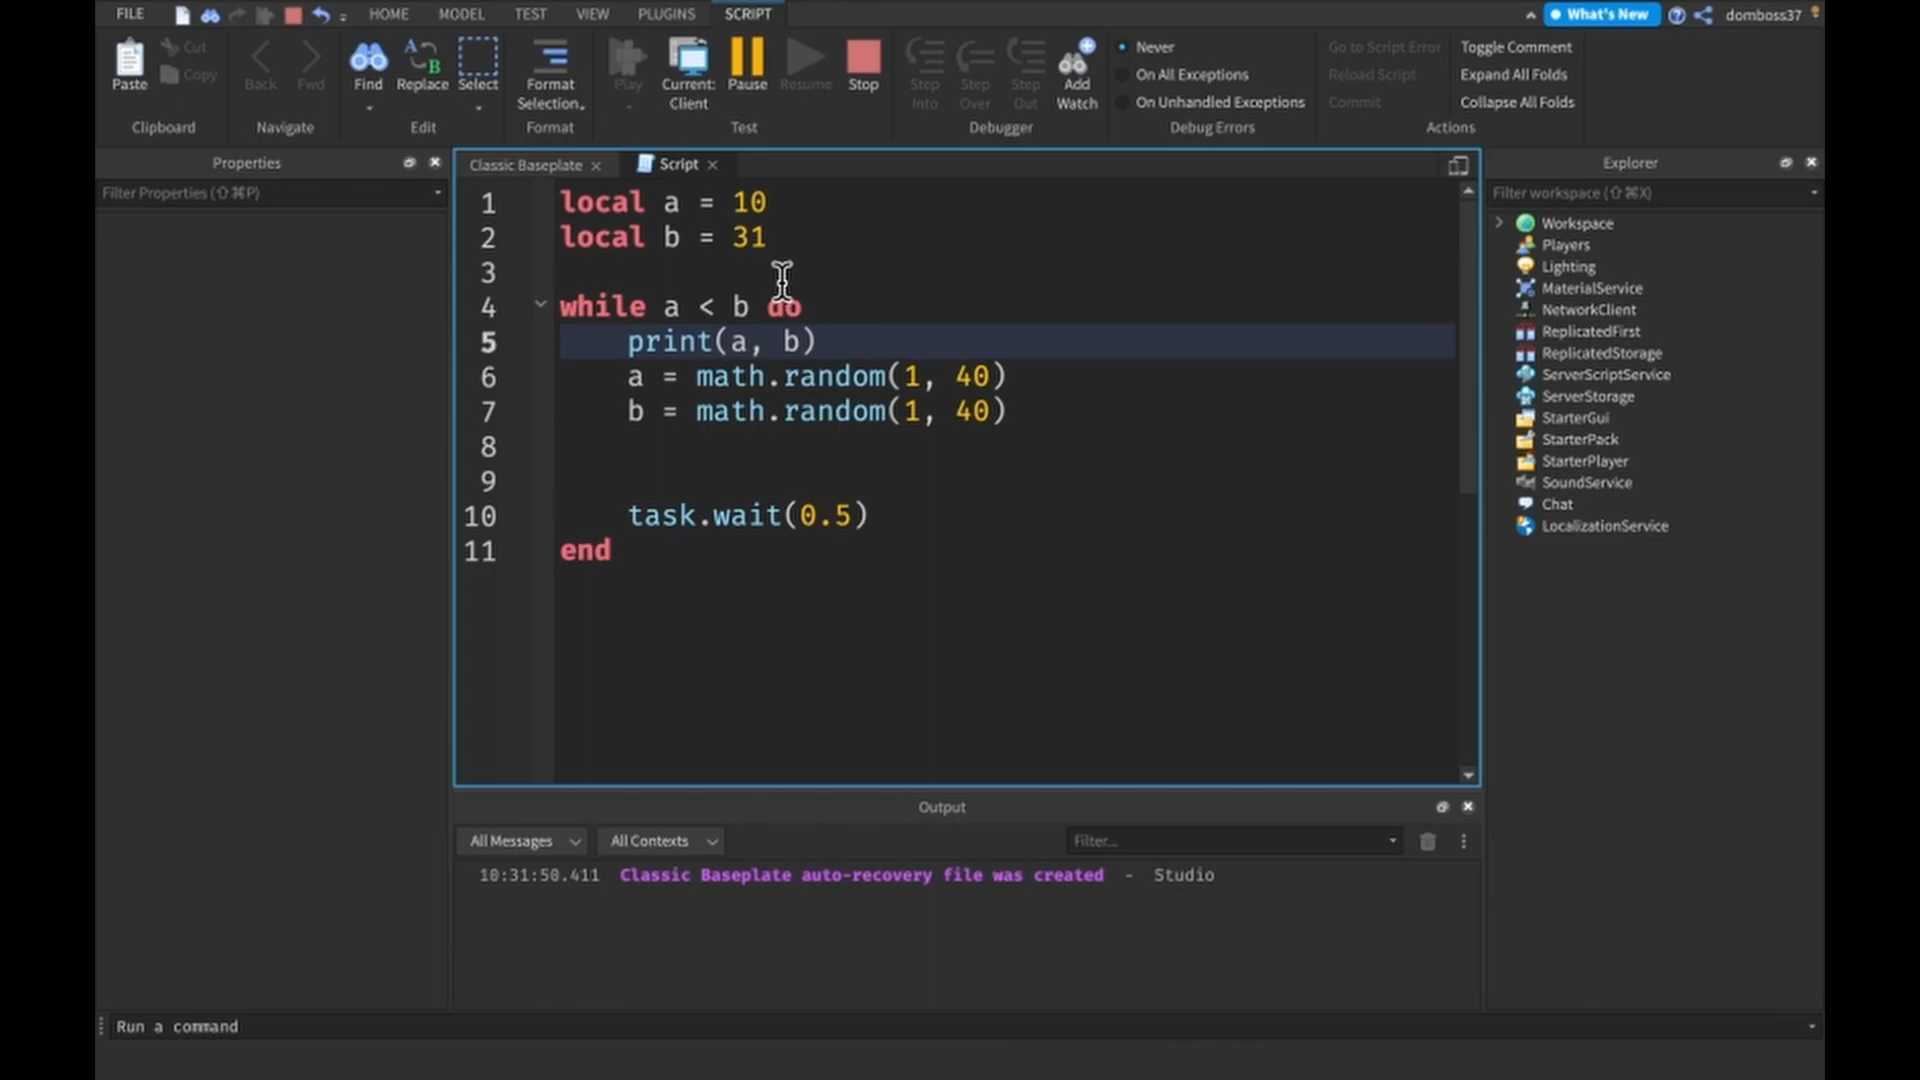 FILE HOME MODEL TEST VIEW PLUGINS SCRIPT What's New domboss37
Paste Cut Copy Back Fwd Find Replace Select Format Selection Play Current: Client Pause Resume Stop Step Into Step Over Step Out Add Watch
Never
On All Exceptions
On Unhandled Exceptions
Go to Script Error
Reload Script
Commit
Toggle Comment
Expand All Folds
Collapse All Folds
Clipboard Navigate Edit Format Test Debugger Debug Errors Actions
Properties
Filter Properties (⇧⌘P)
Classic Baseplate Script
1 local a = 10
2 local b = 31
3
4 while a < b do
5 print(a, b)
6 a = math.random(1, 40)
7 b = math.random(1, 40)
8
9
10 task.wait(0.5)
11 end
Explorer
Filter workspace (⇧⌘X)
Workspace
Players
Lighting
MaterialService
NetworkClient
ReplicatedFirst
ReplicatedStorage
ServerScriptService
ServerStorage
StarterGui
StarterPack
StarterPlayer
SoundService
Chat
LocalizationService
Output
All Messages All Contexts Filter...
10:31:50.411 Classic Baseplate auto-recovery file was created - Studio
Run a command